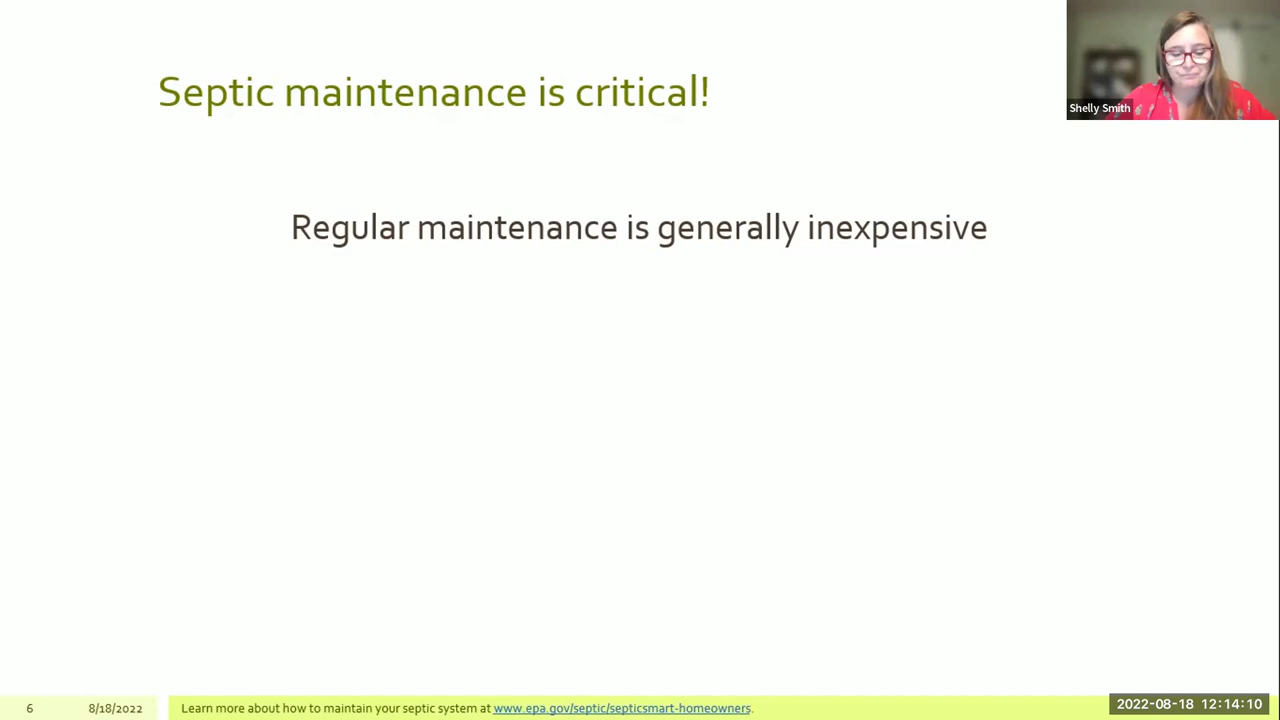 Septic maintenance is critical!
Shelly Smith
Regular maintenance is generally inexpensive
6
8/18/2022
Learn more about how to maintain your septic system at www.epa.gov/septic/septicsmart-homeowners.
2022-08-18 12:14:10